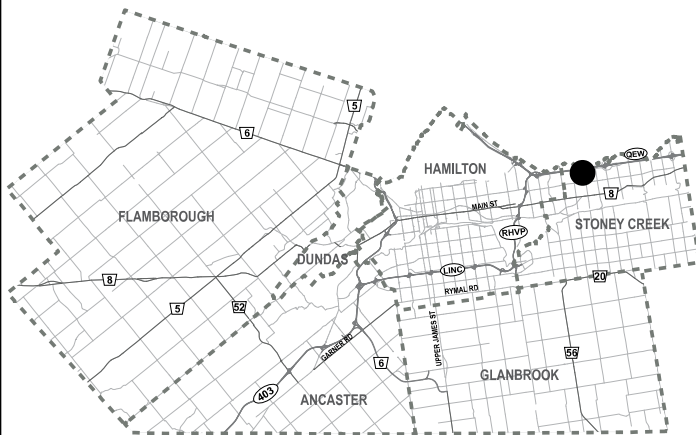 5
6
HAMILTON
QEW
8
MAIN ST
FLAMBOROUGH
STONEY CREEK
RHVP
DUNDAS
LINC
20
8
RYMAL RD
5
52
UPPER JAMES ST
GARNER RD
56
6
GLANBROOK
403
ANCASTER